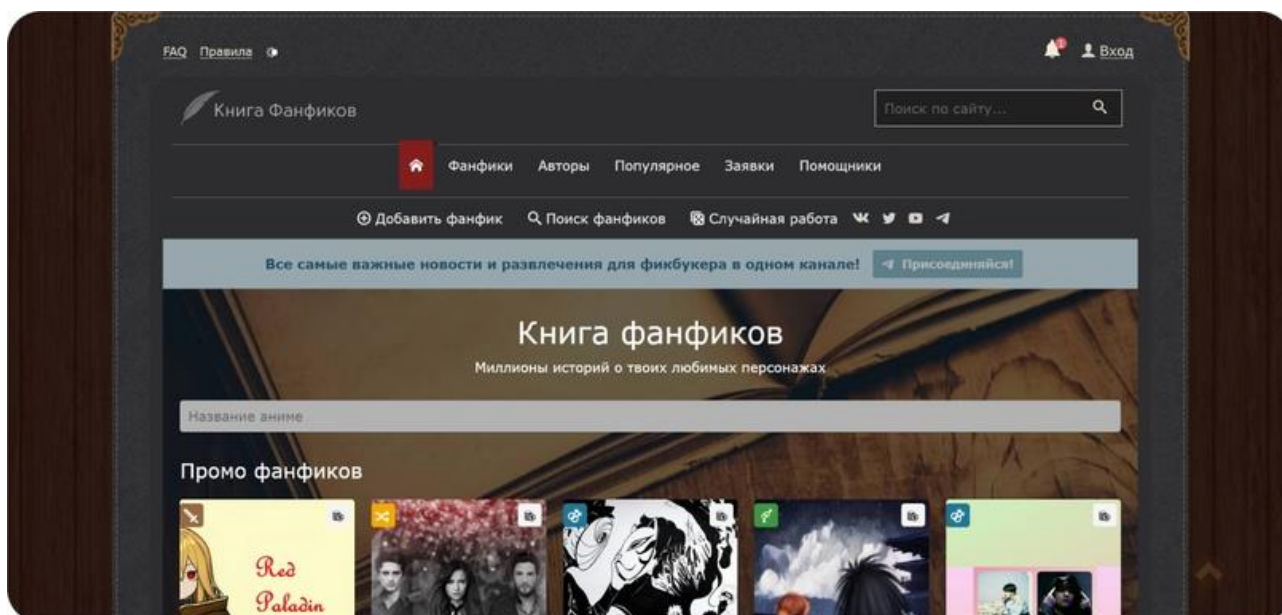 FAQ Правила
1
Вход
Книга Фанфиков
Поиск по сайту...
Фанфики Авторы Популярное Заявки Помощники
Добавить фанфик Поиск фанфиков Случайная работа
Все самые важные новости и развлечения для фикбукера в одном канале! Присоединяйся!
Книга фанфиков
Миллионы историй о твоих любимых персонажах
Название аниме
Промо фанфиков
Red
Paladin